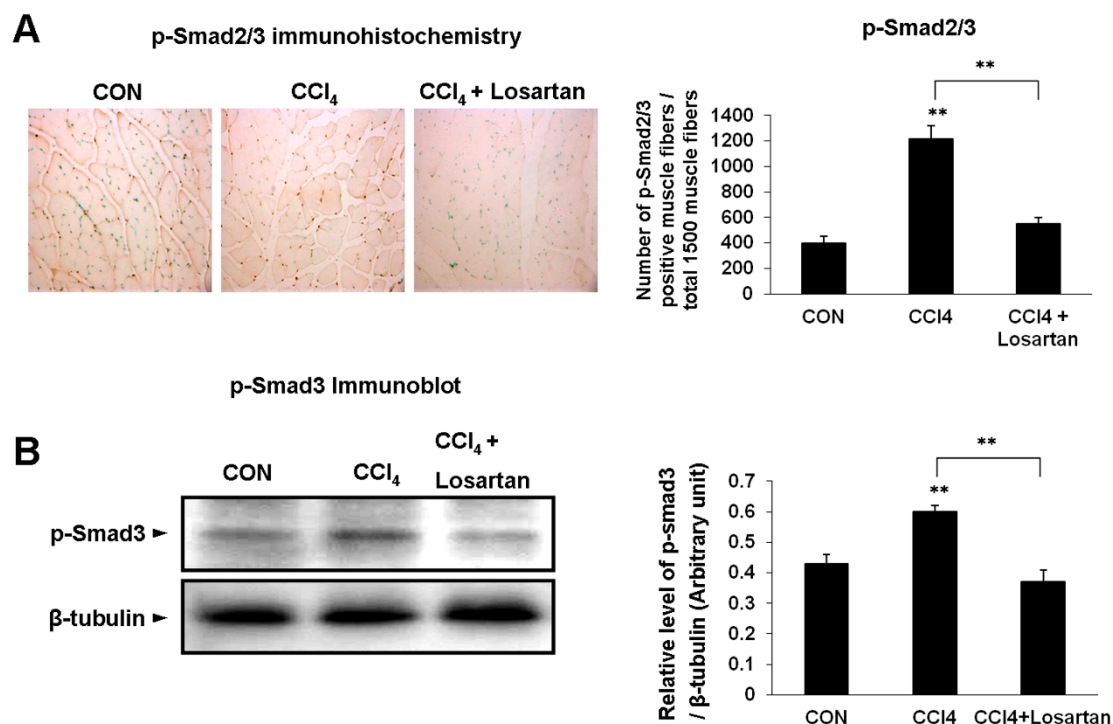 A
p-Smad2/3 immunohistochemistry
CON
CCl₄
CCl₄ + Losartan
p-Smad2/3
Number of p-Smad2/3
positive muscle fibers /
total 1500 muscle fibers
**
**
1400
1200
1000
800
600
400
200
0
CON
CCl4
CCl4 +
Losartan
p-Smad3 Immunoblot
B
CON
CCl₄
CCl₄ +
Losartan
p-Smad3
β-tubulin
Relative level of p-smad3
/ β-tubulin (Arbitrary unit)
**
**
0.7
0.6
0.5
0.4
0.3
0.2
0.1
0
CON
CCl4
CCl4+Losartan